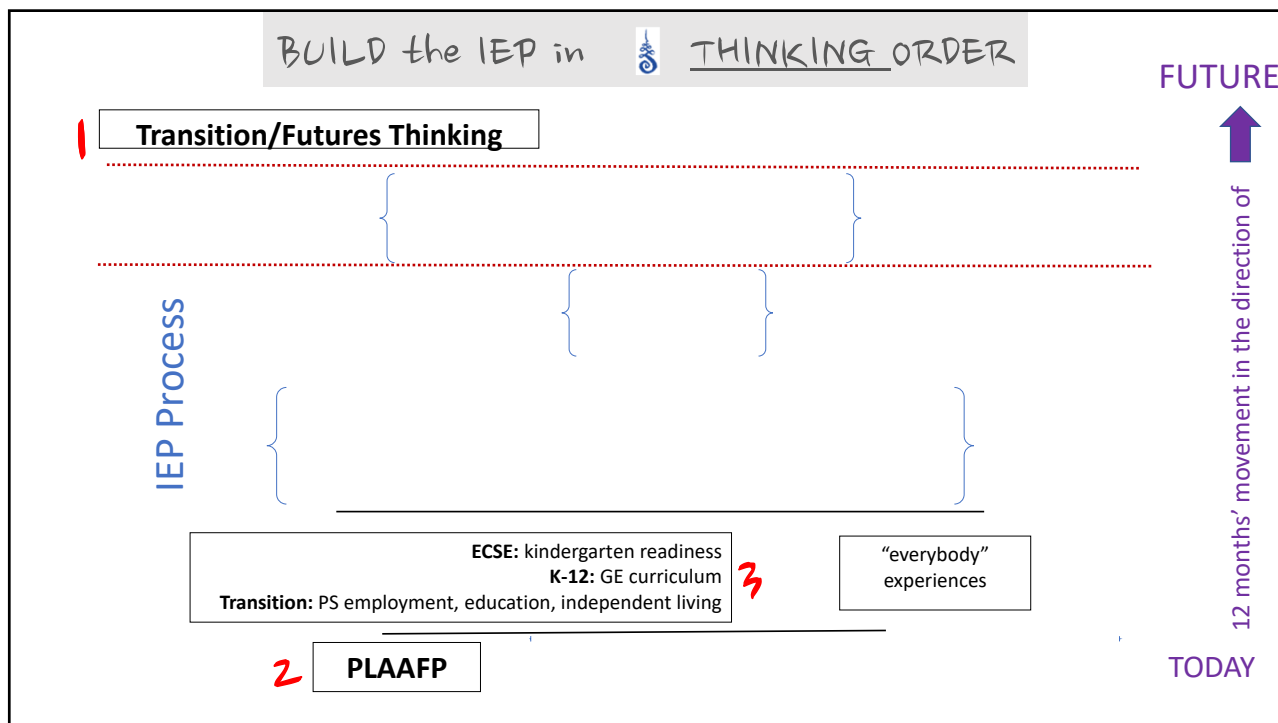 BUILD the IEP in THINKING ORDER
FUTURE
1 Transition/Futures Thinking
IEP Process
12 months’ movement in the direction of
ECSE: kindergarten readiness
K-12: GE curriculum
Transition: PS employment, education, independent living
3
“everybody”
experiences
2 PLAAFP
TODAY